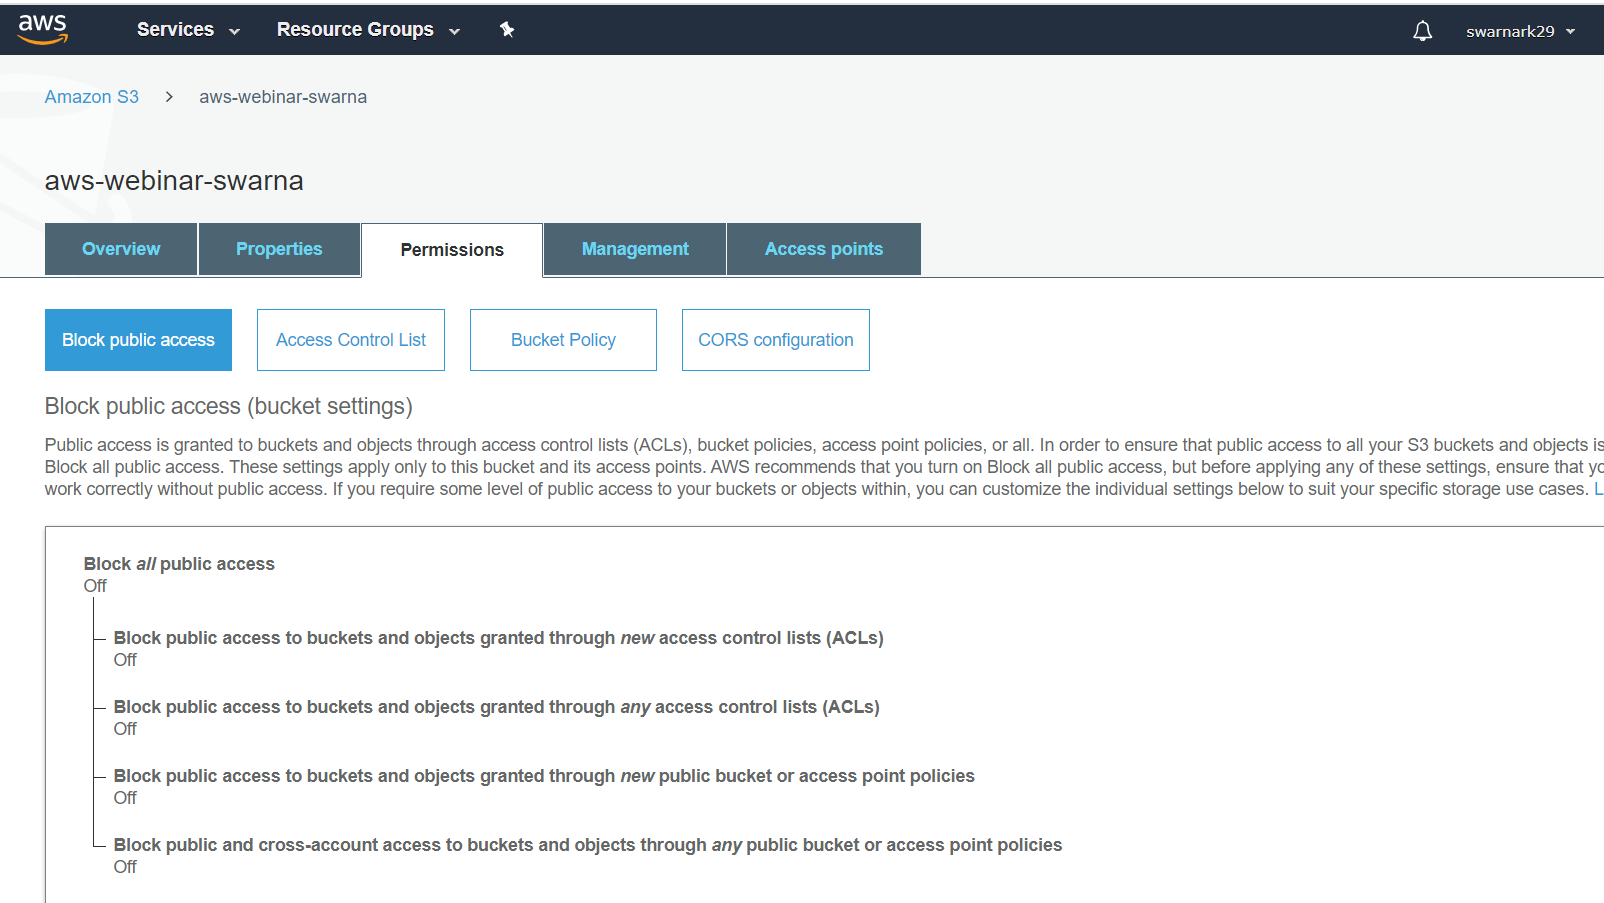 aws Services Resource Groups swarnark29
Amazon S3 > aws-webinar-swarna
aws-webinar-swarna
Overview Properties Permissions Management Access points
Block public access Access Control List Bucket Policy CORS configuration
Block public access (bucket settings)
Public access is granted to buckets and objects through access control lists (ACLs), bucket policies, access point policies, or all. In order to ensure that public access to all your S3 buckets and objects is
Block all public access. These settings apply only to this bucket and its access points. AWS recommends that you turn on Block all public access, but before applying any of these settings, ensure that yo
work correctly without public access. If you require some level of public access to your buckets or objects within, you can customize the individual settings below to suit your specific storage use cases. L
Block all public access
Off
Block public access to buckets and objects granted through new access control lists (ACLs)
Off
Block public access to buckets and objects granted through any access control lists (ACLs)
Off
Block public access to buckets and objects granted through new public bucket or access point policies
Off
Block public and cross-account access to buckets and objects through any public bucket or access point policies
Off